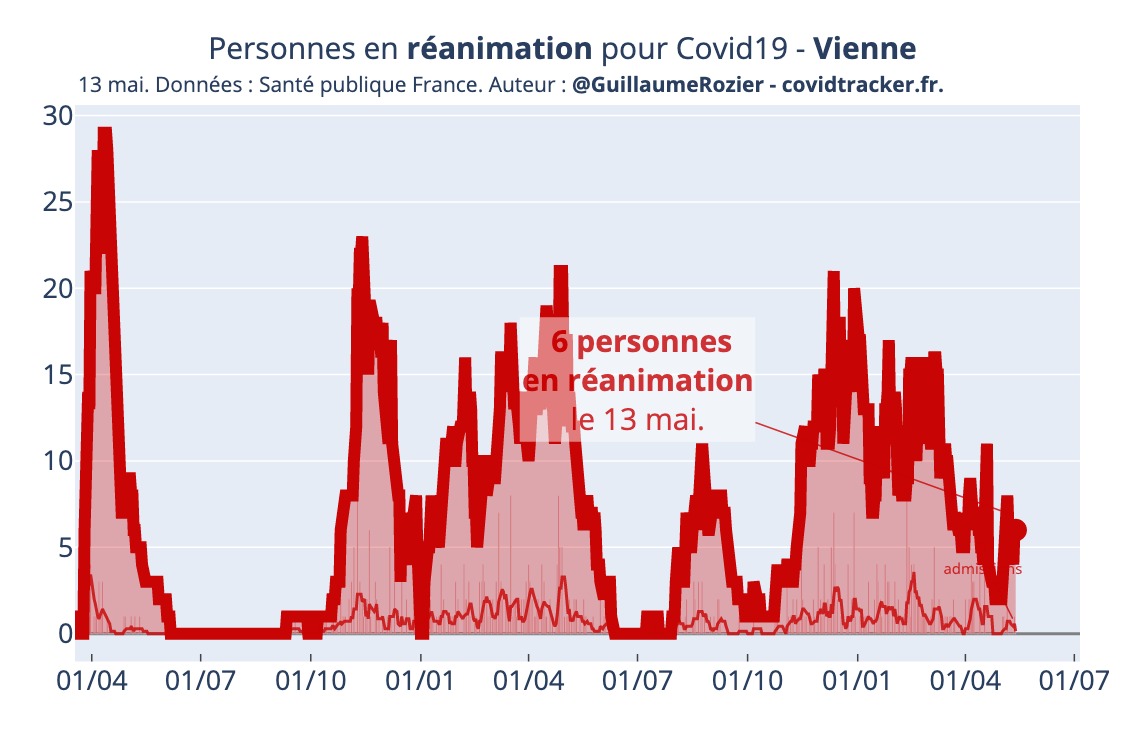 Personnes en réanimation pour Covid19 - Vienne
13 mai. Données : Santé publique France. Auteur : @GuillaumeRozier - covidtracker.fr.
30
25
20
15
10
5
0
6 personnes
en réanimation
le 13 mai.
admissions
01/04 01/07 01/10 01/01 01/04 01/07 01/10 01/01 01/04 01/07